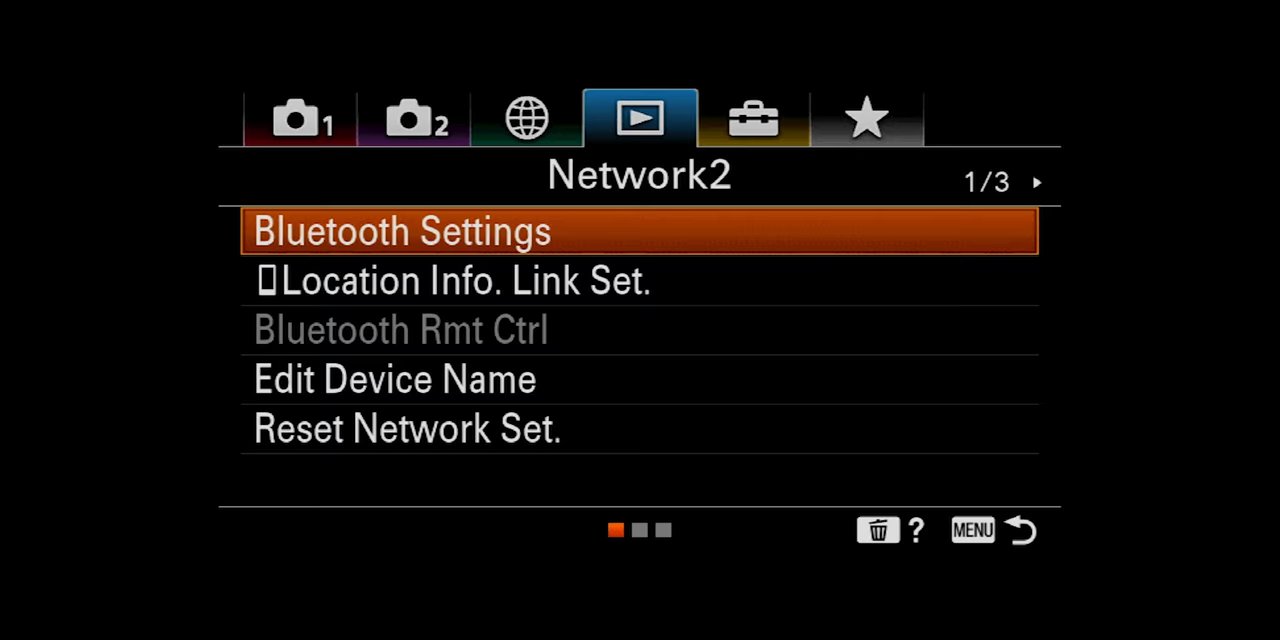 1 2
Network2 1/3
Bluetooth Settings
Location Info. Link Set.
Bluetooth Rmt Ctrl
Edit Device Name
Reset Network Set.
? MENU